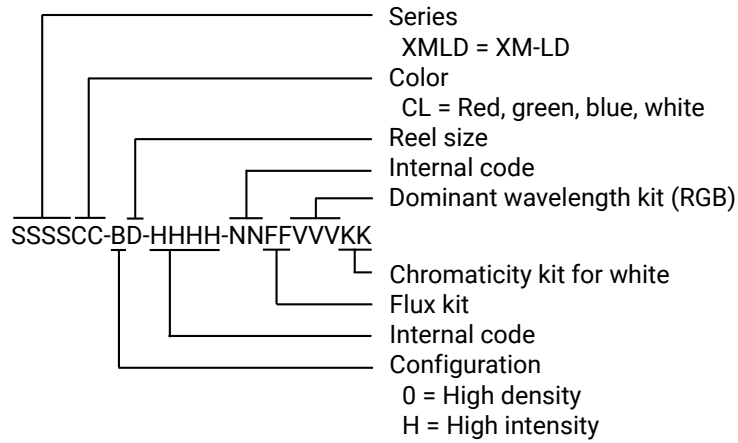 Series
XMLD = XM-LD
Color
CL = Red, green, blue, white
Reel size
Internal code
Dominant wavelength kit (RGB)
SSSSCC-BD-HHHH-NNFFVVVKK
Chromaticity kit for white
Flux kit
Internal code
Configuration
0 = High density
H = High intensity